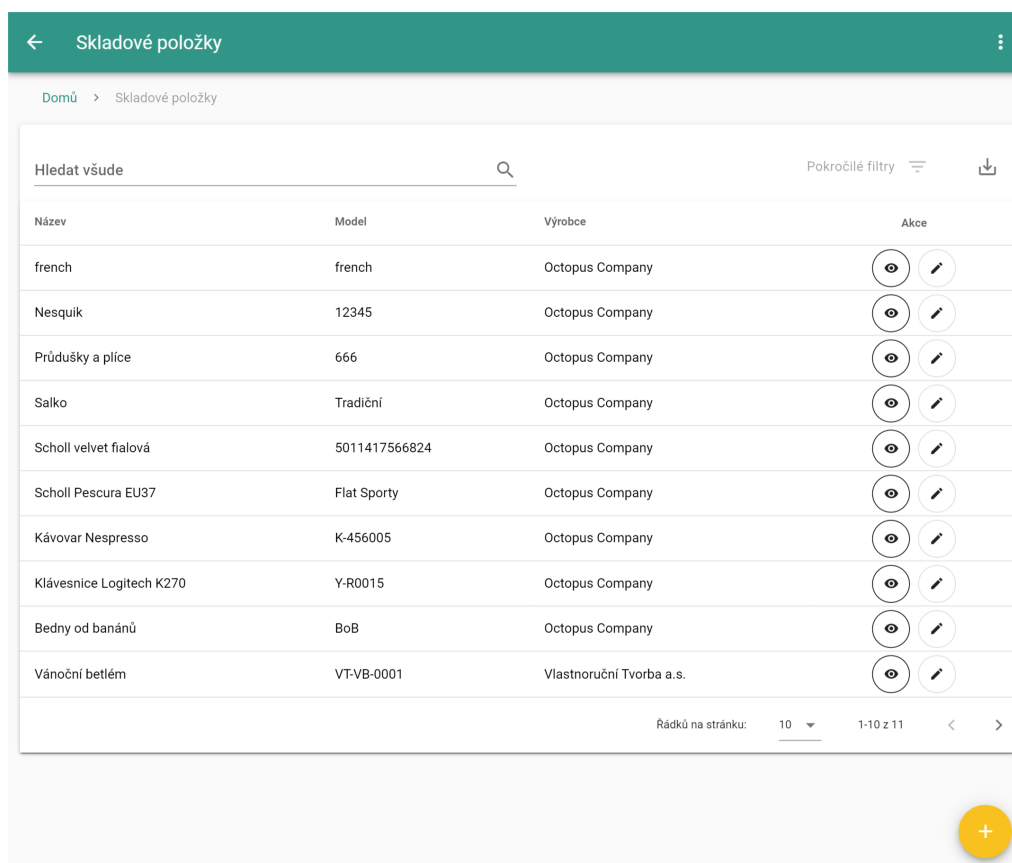 Skladové položky
Domů > Skladové položky
Hledat všude
Pokročilé filtry
Název Model Výrobce Akce
french french Octopus Company
Nesquik 12345 Octopus Company
Průdušky a plíce 666 Octopus Company
Salko Tradiční Octopus Company
Scholl velvet fialová 5011417566824 Octopus Company
Scholl Pescura EU37 Flat Sporty Octopus Company
Kávovar Nespresso K-456005 Octopus Company
Klávesnice Logitech K270 Y-R0015 Octopus Company
Bedny od banánů BoB Octopus Company
Vánoční betlém VT-VB-0001 Vlastnoruční Tvorba a.s.
Řádků na stránku: 10 1-10 z 11